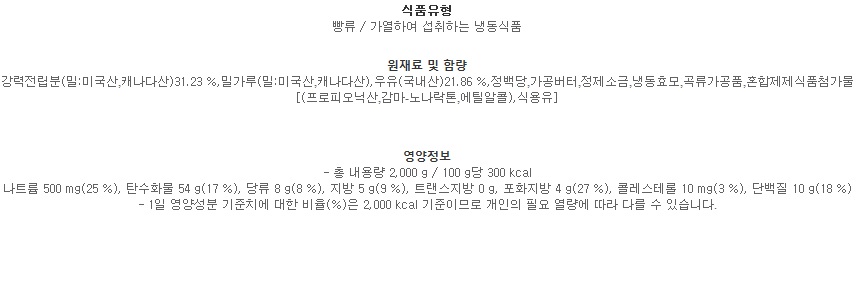 식품유형
빵류 / 가열하여 섭취하는 냉동식품
원재료 및 함량
강력전립분(밀:미국산,캐나다산)31.23 %,밀가루(밀:미국산,캐나다산),우유(국내산)21.86 %,정백당,가공버터,정제소금,냉동효모,곡류가공품,혼합제제식품첨가물
[(프로피오닉산,감마-노나락톤,에틸알콜),식용유]
영양정보
- 총 내용량 2,000 g / 100 g당 300 kcal
나트륨 500 mg(25 %), 탄수화물 54 g(17 %), 당류 8 g(8 %), 지방 5 g(9 %), 트랜스지방 0 g, 포화지방 4 g(27 %), 콜레스테롤 10 mg(3 %), 단백질 10 g(18 %)
- 1일 영양성분 기준치에 대한 비율(%)은 2,000 kcal 기준이므로 개인의 필요 열량에 따라 다를 수 있습니다.